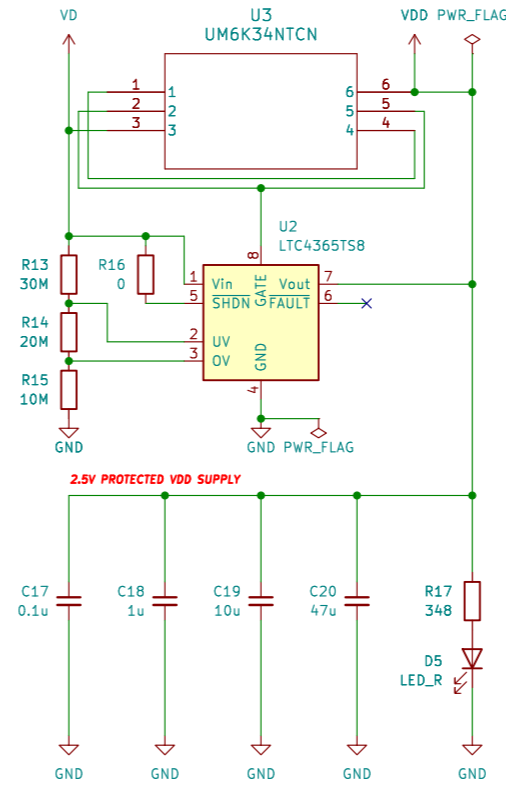 VD
U3
VDD
PWR_FLAG
UM6K34NTCN
1
1
6
6
2
2
5
5
3
3
4
4
U2
LTC4365TS8
8
R13
30M
R16
0
1
Vin
GATE
Vout
7
5
SHDN
FAULT
6
R14
20M
2
UV
3
OV
GND
R15
10M
4
GND
GND
PWR_FLAG
2.5V PROTECTED VDD SUPPLY
C17
0.1u
C18
1u
C19
10u
C20
47u
R17
348
D5
LED_R
GND
GND
GND
GND
GND